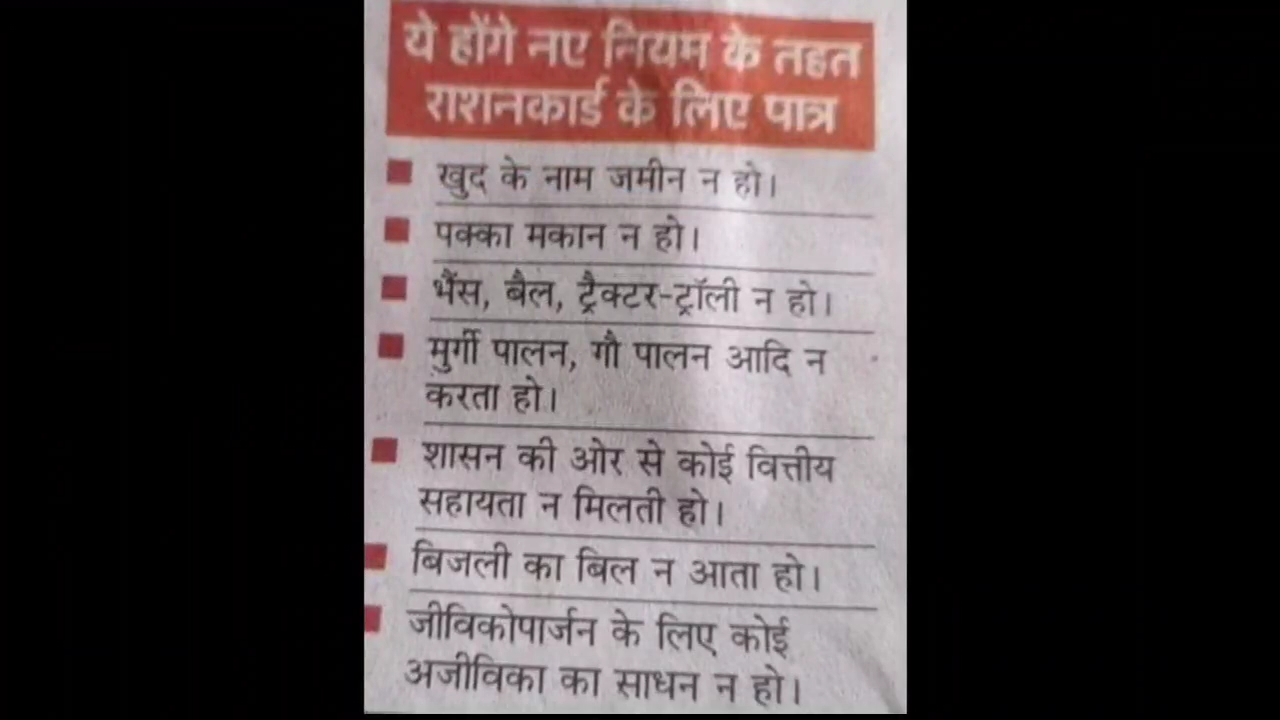 ये होंगे नए नियम के तहत
राशनकार्ड के लिए पात्र
खुद के नाम जमीन न हो।
पक्का मकान न हो।
भैंस, बैल, ट्रैक्टर-ट्रॉली न हो।
मुर्गी पालन, गौ पालन आदि न
करता हो।
शासन की ओर से कोई वित्तीय
सहायता न मिलती हो।
बिजली का बिल न आता हो।
जीविकोपार्जन के लिए कोई
अजीविका का साधन न हो।